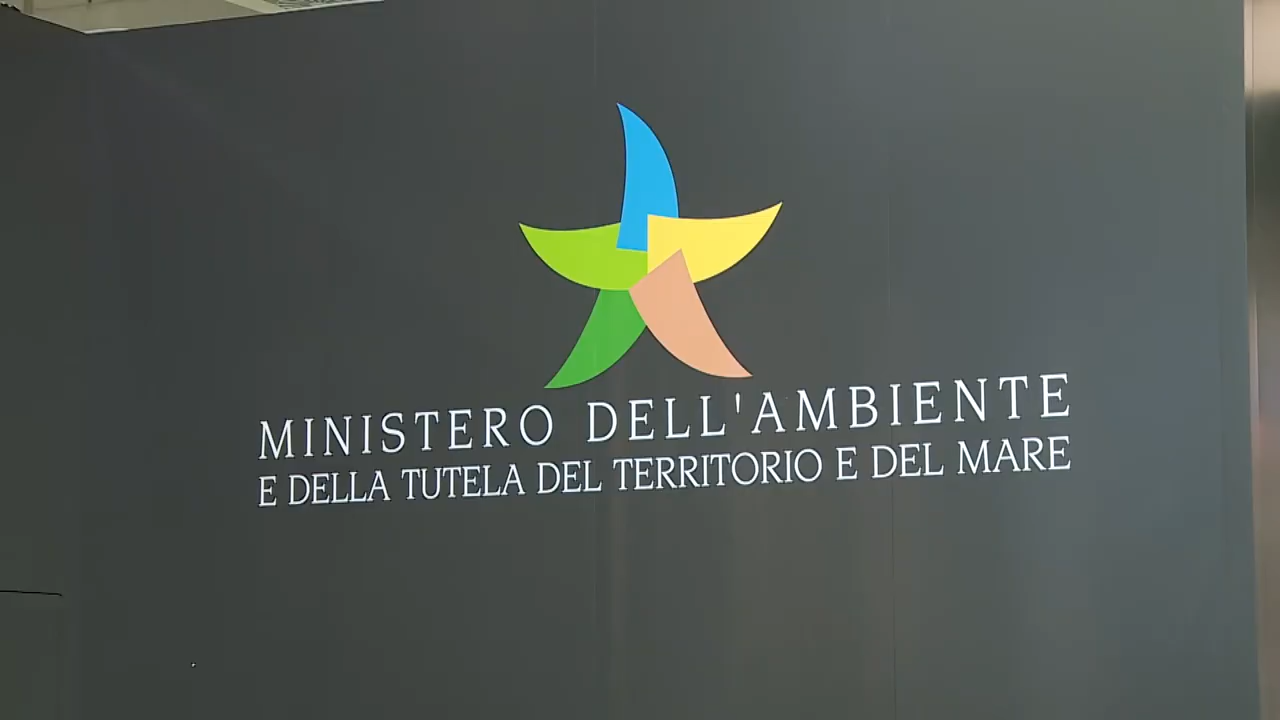 MINISTERO DELL'AMBIENTE
E DELLA TUTELA DEL TERRITORIO E DEL MARE